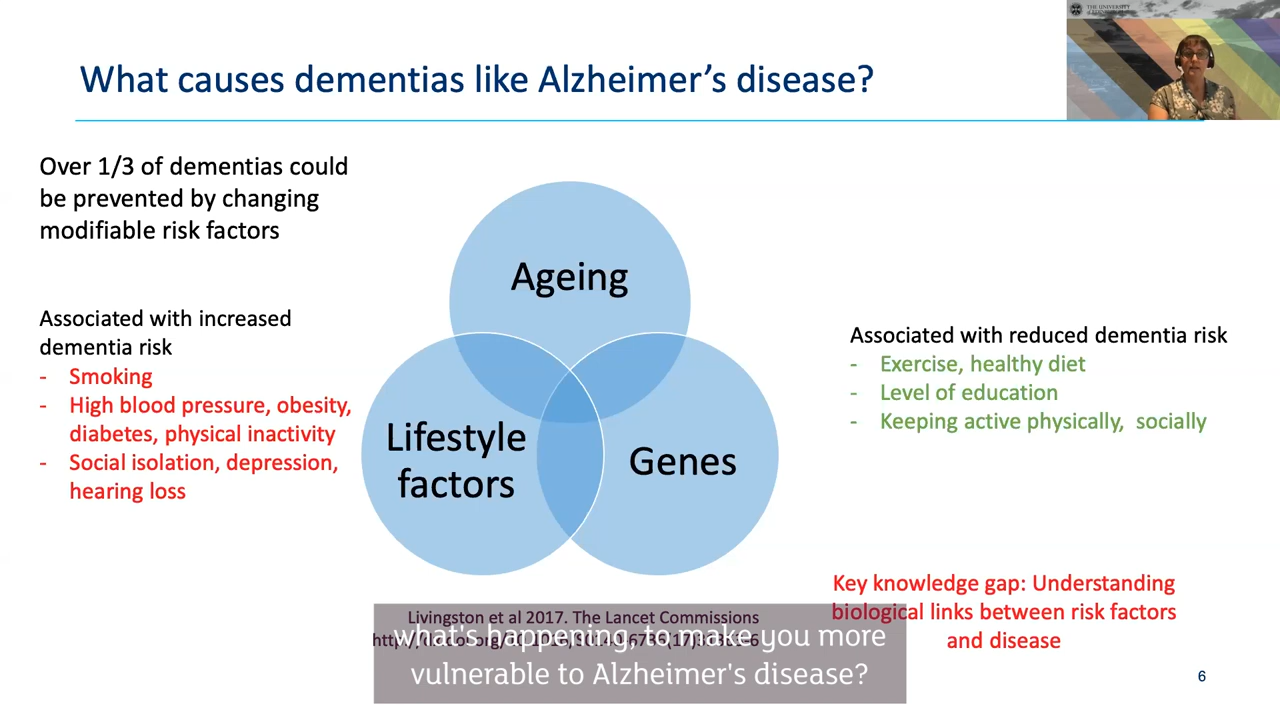 THE UNIVERSITY
What causes dementias like Alzheimer's disease?
Over 1/3 of dementias could
be prevented by changing
modifiable risk factors
Associated with increased
dementia risk
- Smoking
- High blood pressure, obesity,
diabetes, physical inactivity
- Social isolation, depression,
hearing loss
Ageing
Lifestyle
factors
Genes
Associated with reduced dementia risk
- Exercise, healthy diet
- Level of education
- Keeping active physically, socially
Key knowledge gap: Understanding
biological links between risk factors
and disease
Livingston et al 2017. The Lancet Commissions
what's happening, to make you more
vulnerable to Alzheimer's disease?
6